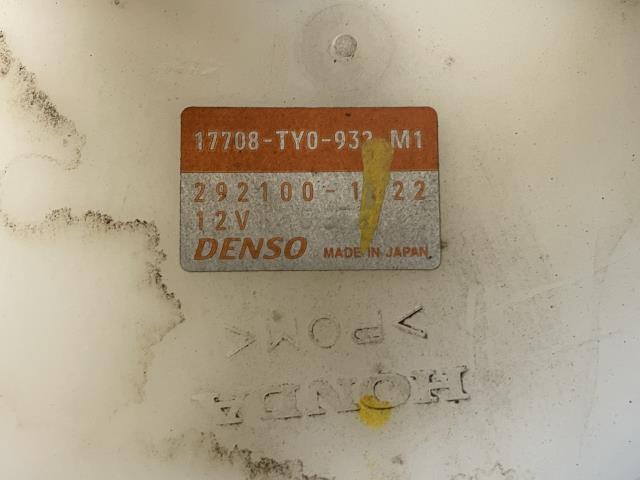 17708-TY0-932 M1
12V
DENSO MADE IN JAPAN
>POM<
HONDA